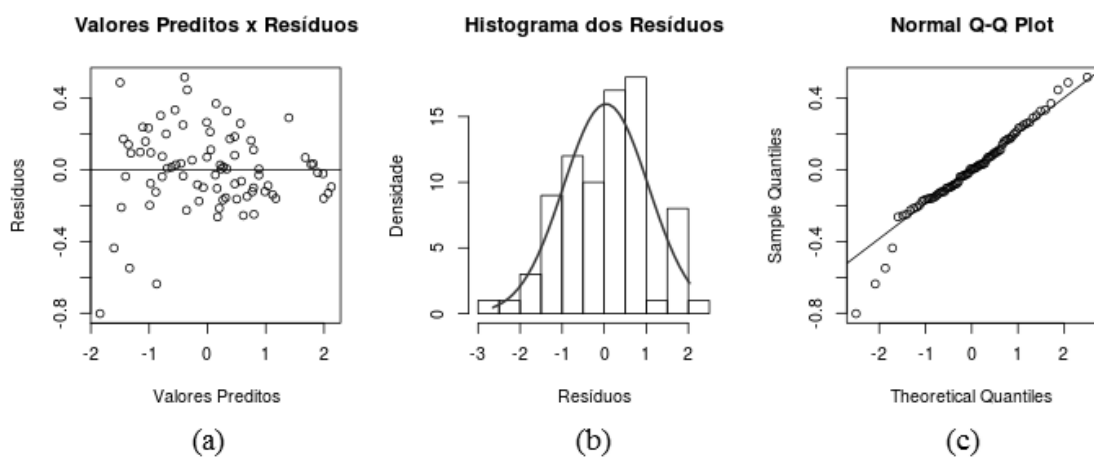 Valores Preditos x Resíduos
Resíduos
0.4
0.0
-0.4
-0.8
-2
-1
0
1
2
Valores Preditos
(a)
Histograma dos Resíduos
Densidade
15
10
5
0
-3
-2
-1
0
1
2
Resíduos
(b)
Normal Q-Q Plot
Sample Quantiles
0.4
0.0
-0.4
-0.8
-2
-1
0
1
2
Theoretical Quantiles
(c)